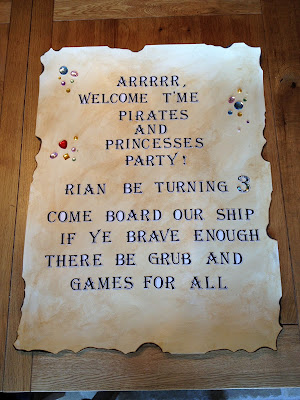 ARRRRR,
WELCOME T'ME
PIRATES
AND
PRINCESSES
PARTY!
RIAN BE TURNING 3
COME BOARD OUR SHIP
IF YE BRAVE ENOUGH
THERE BE GRUB AND
GAMES FOR ALL